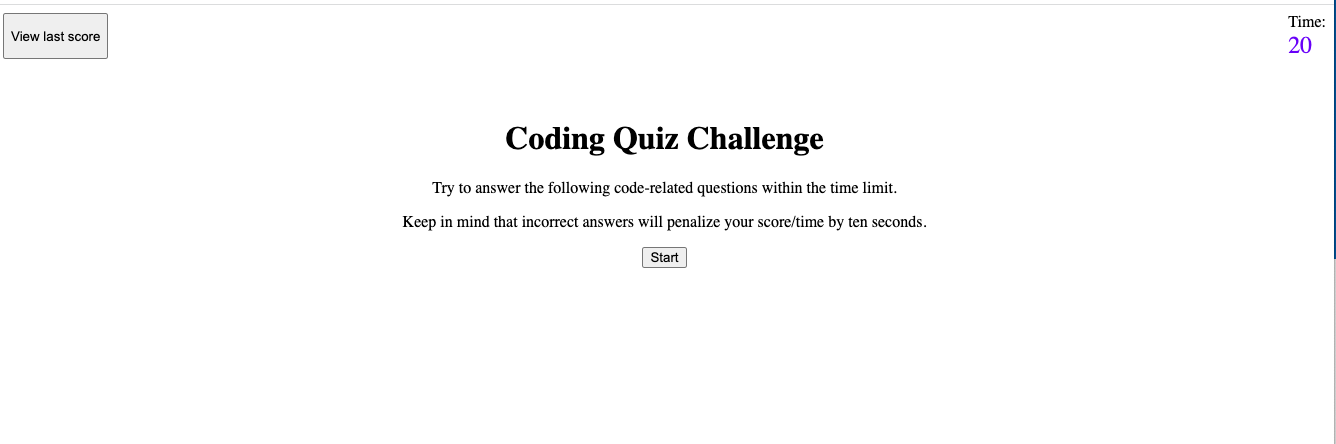 View last score
Time:
20
Coding Quiz Challenge
Try to answer the following code-related questions within the time limit.
Keep in mind that incorrect answers will penalize your score/time by ten seconds.
Start